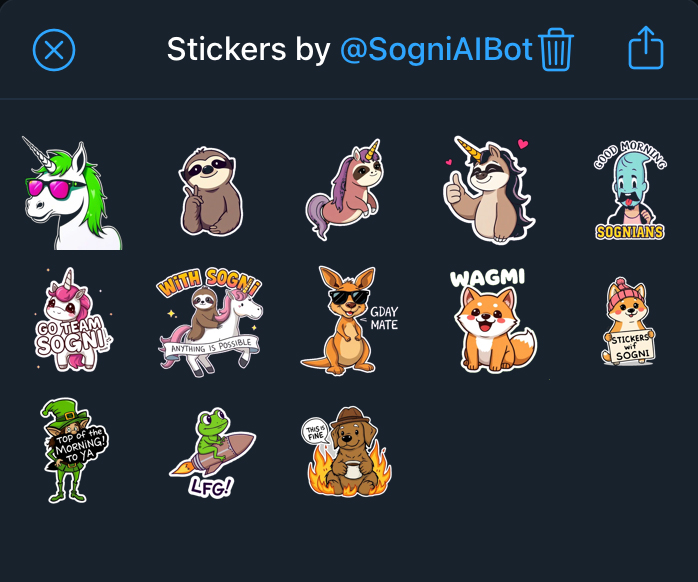 Stickers by @SogniAIBot
GOOD MORNING
SOGNIANS
GO TEAM
SOGNI!
WITH SOGNI
ANYTHING IS POSSIBLE
GDAY
MATE
WAGMI
STICKERS
wif
SOGNI
TOP of the
MORNING!
TO YA
LFG!
THIS IS
FINE